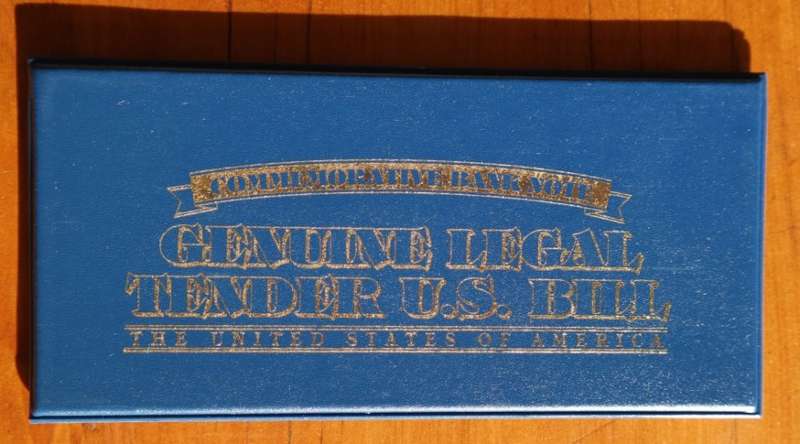 COMMEMORATIVE BANK NOTE
GENUINE LEGAL
TENDER U.S. BILL
THE UNITED STATES OF AMERICA